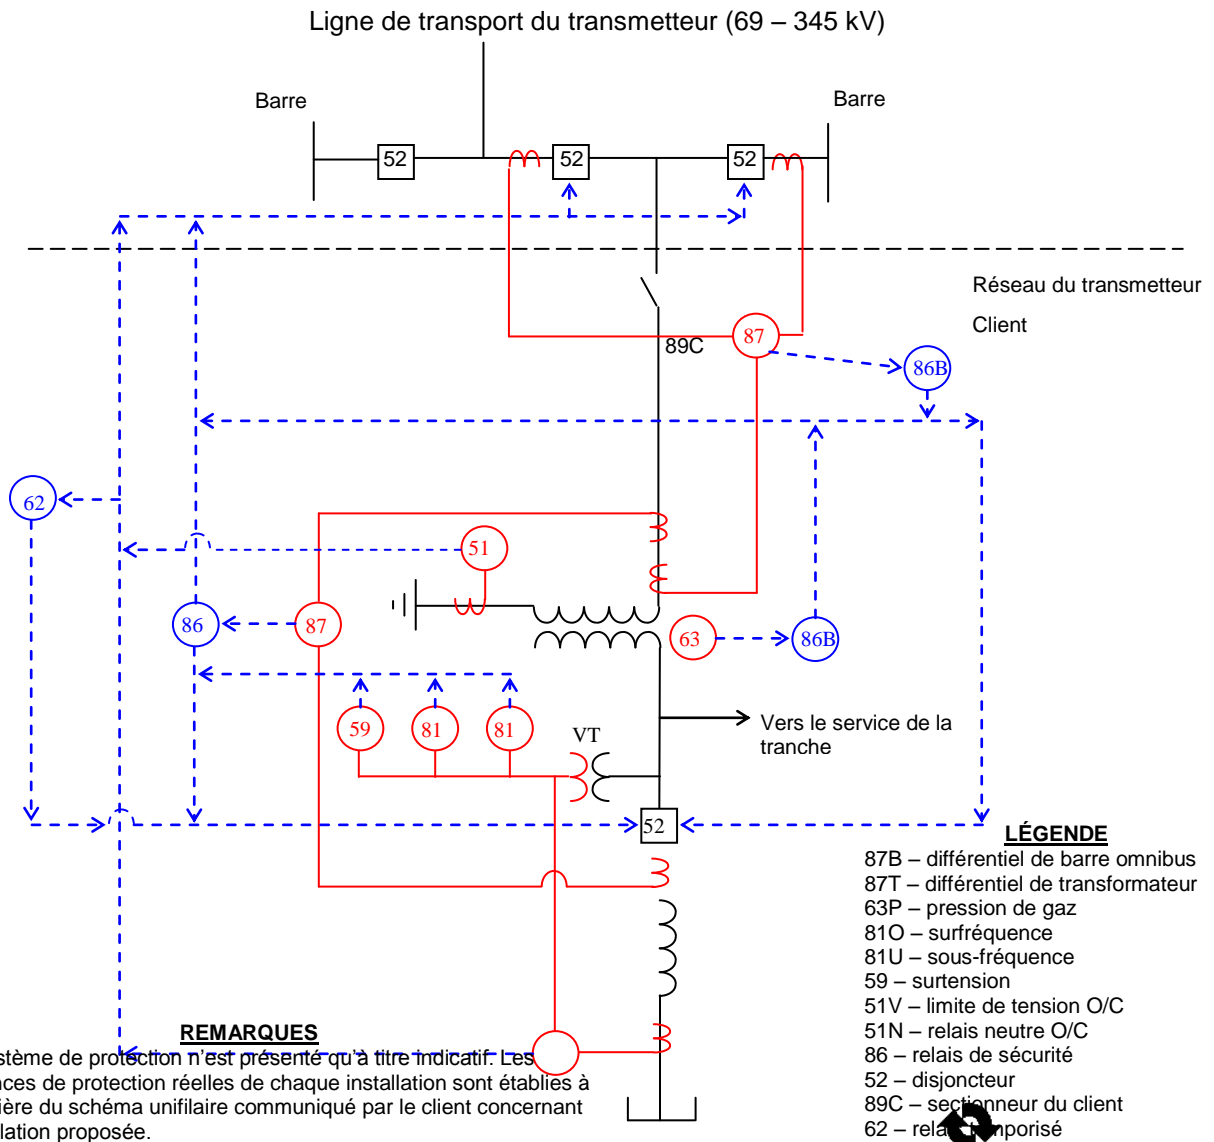 Ligne de transport du transmetteur (69 – 345 kV)
Barre
Barre
52
52
52
Réseau du transmetteur
Client
87
89C
86B
62
51
86
87
63
86B
59
81
81
VT
Vers le service de la
tranche
52
LÉGENDE
87B – différentiel de barre omnibus
87T – différentiel de transformateur
63P – pression de gaz
81O – surfréquence
81U – sous-fréquence
59 – surtension
51V – limite de tension O/C
51N – relais neutre O/C
86 – relais de sécurité
52 – disjoncteur
89C – sectionneur du client
62 – relais temporisé
REMARQUES
stème de protection n'est présenté qu'à titre indicatif. Les
nces de protection réelles de chaque installation sont établies à
ière du schéma unifilaire communiqué par le client concernant
lation proposée.